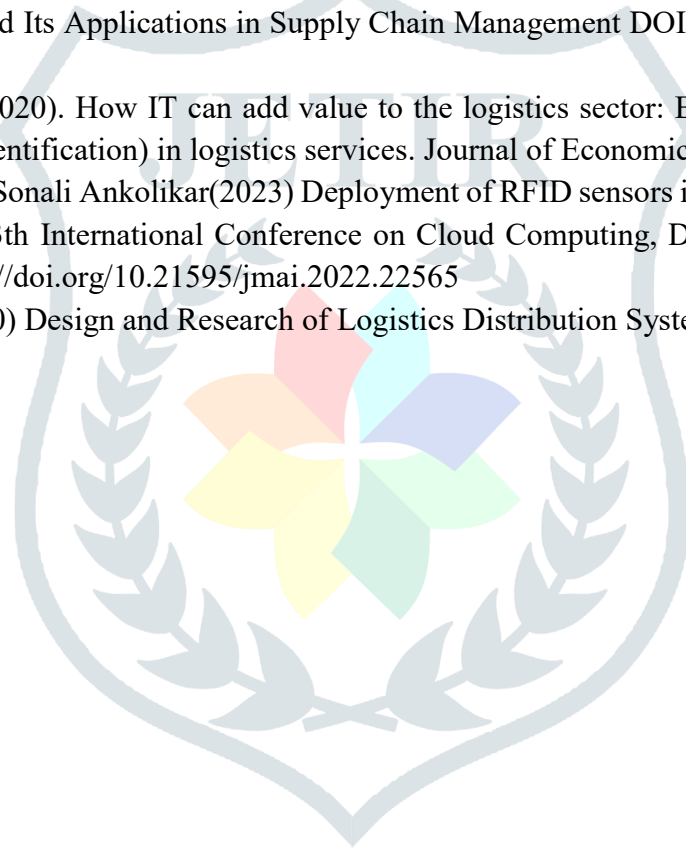 d Its Applications in Supply Chain Management DOI
020). How IT can add value to the logistics sector: E
entification) in logistics services. Journal of Economic
Sonali Ankolikar(2023) Deployment of RFID sensors i
th International Conference on Cloud Computing, D
//doi.org/10.21595/jmai.2022.22565
0) Design and Research of Logistics Distribution Syste
JETIR